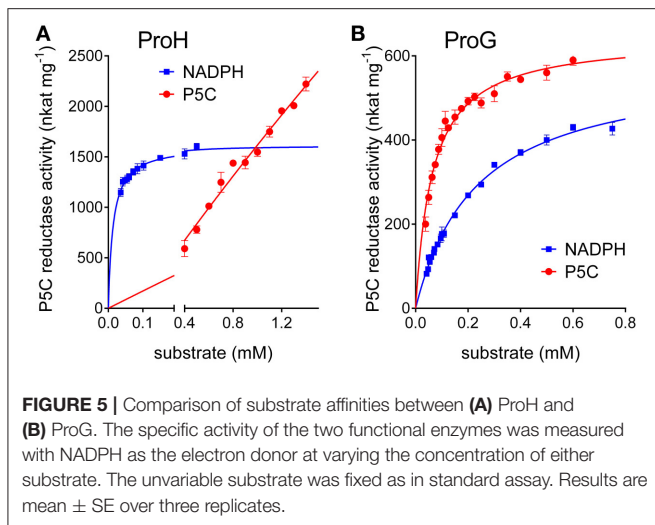 A
ProH
P5C reductase activity (nkat mg⁻¹)
2500
2000
1500
1000
500
0
NADPH
P5C
0.0 0.1 0.4 0.8 1.2
substrate (mM)
B
ProG
P5C reductase activity (nkat mg⁻¹)
600
400
200
0
NADPH
P5C
0.0 0.2 0.4 0.6 0.8
substrate (mM)
FIGURE 5 | Comparison of substrate affinities between (A) ProH and
(B) ProG. The specific activity of the two functional enzymes was measured
with NADPH as the electron donor at varying the concentration of either
substrate. The unvariable substrate was fixed as in standard assay. Results are
mean ± SE over three replicates.